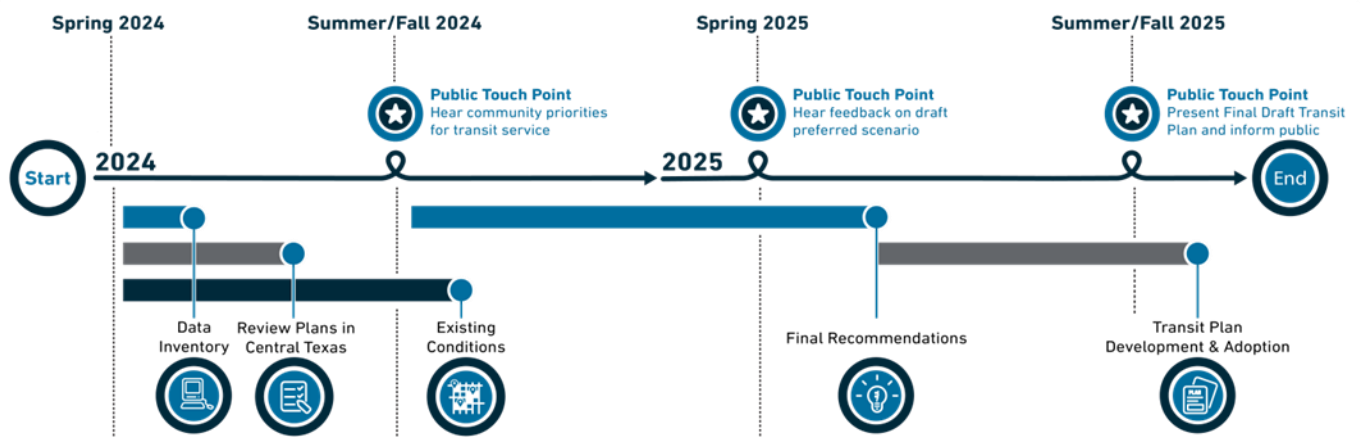 Spring 2024
Summer/Fall 2024
Spring 2025
Summer/Fall 2025
Public Touch Point
Hear community priorities
for transit service
Public Touch Point
Hear feedback on draft
preferred scenario
Public Touch Point
Present Final Draft Transit
Plan and inform public
Start
2024
2025
End
Data
Inventory
Review Plans in
Central Texas
Existing
Conditions
Final Recommendations
Transit Plan
Development & Adoption
PLAN